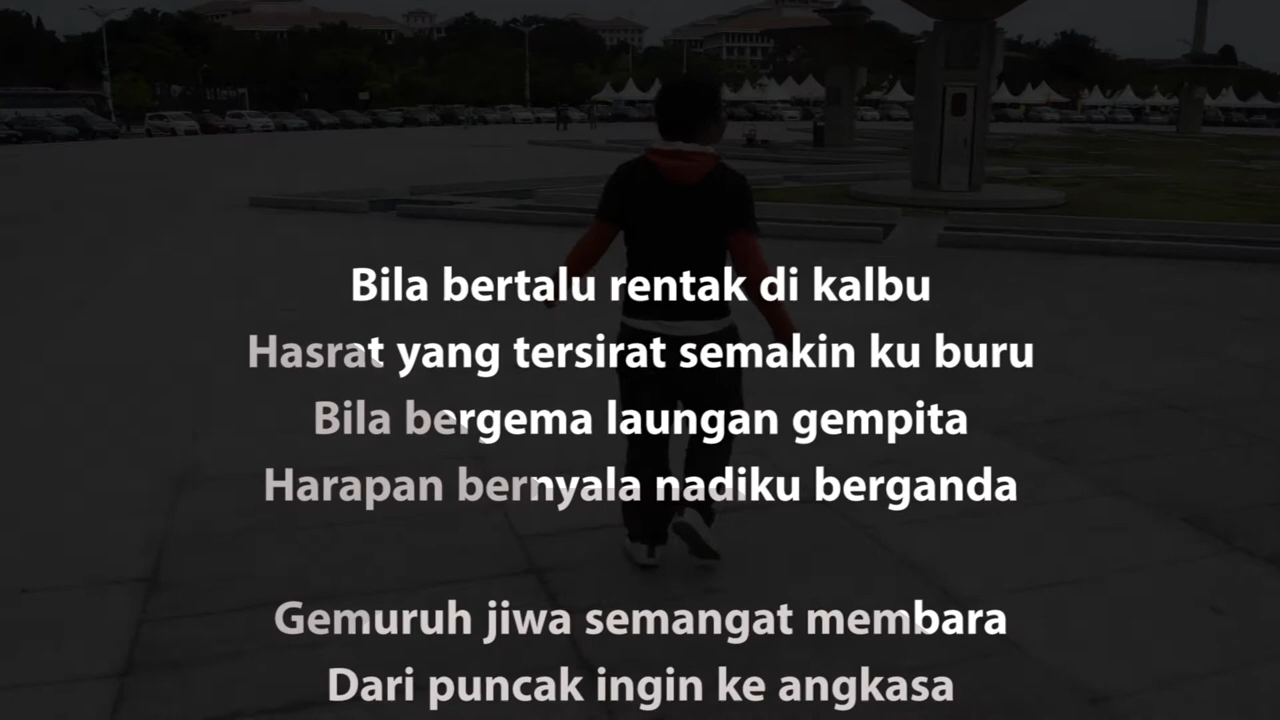 Bila bertalu rentak di kalbu
Hasrat yang tersirat semakin ku buru
Bila bergema laungan gempita
Harapan bernyala nadiku berganda
Gemuruh jiwa semangat membara
Dari puncak ingin ke angkasa